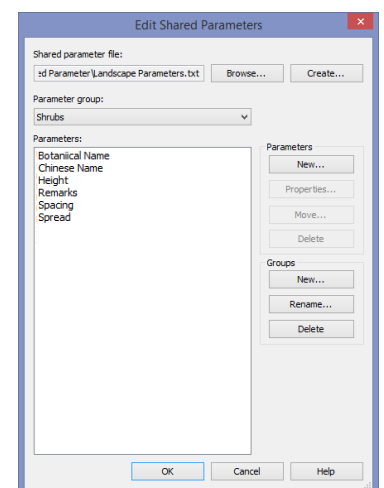 Edit Shared Parameters
Shared parameter file:
ed Parameter\Landscape Parameters.txt Browse... Create...
Parameter group:
Shrubs
Parameters:
Botaniical Name
Chinese Name
Height
Remarks
Spacing
Spread
Parameters
New...
Properties...
Move...
Delete
Groups
New...
Rename...
Delete
OK Cancel Help